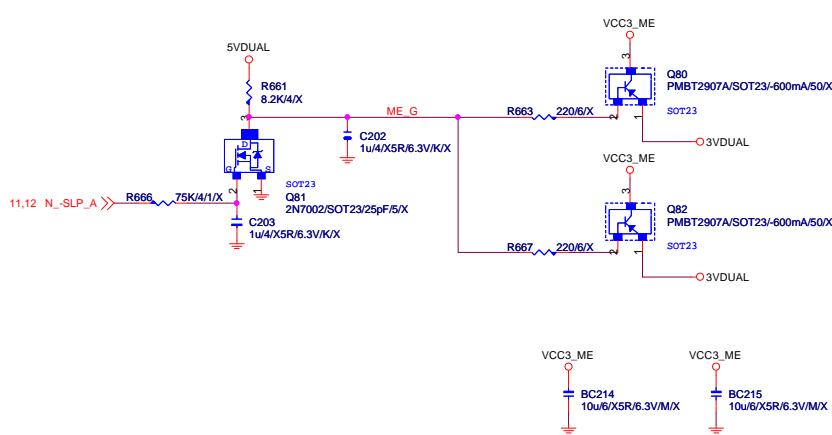 VCC3_ME
5VDUAL
Q80
PMBT2907A/SOT23/-600mA/50/X
R661
8.2K/4/X
SOT23
3
ME_G
R663 220/6/X
2 1
3
3VDUAL
C202
1u/4/X5R/6.3V/K/X
D
G S
VCC3_ME
SOT23
Q81
2N7002/SOT23/25pF/5/X
2 1
3
11,12 N_-SLP_A
R666 75K/4/1/X
Q82
PMBT2907A/SOT23/-600mA/50/X
C203
1u/4/X5R/6.3V/K/X
SOT23
R667 220/6/X
2 1
3VDUAL
VCC3_ME VCC3_ME
BC214
10u/6/X5R/6.3V/M/X
BC215
10u/6/X5R/6.3V/M/X